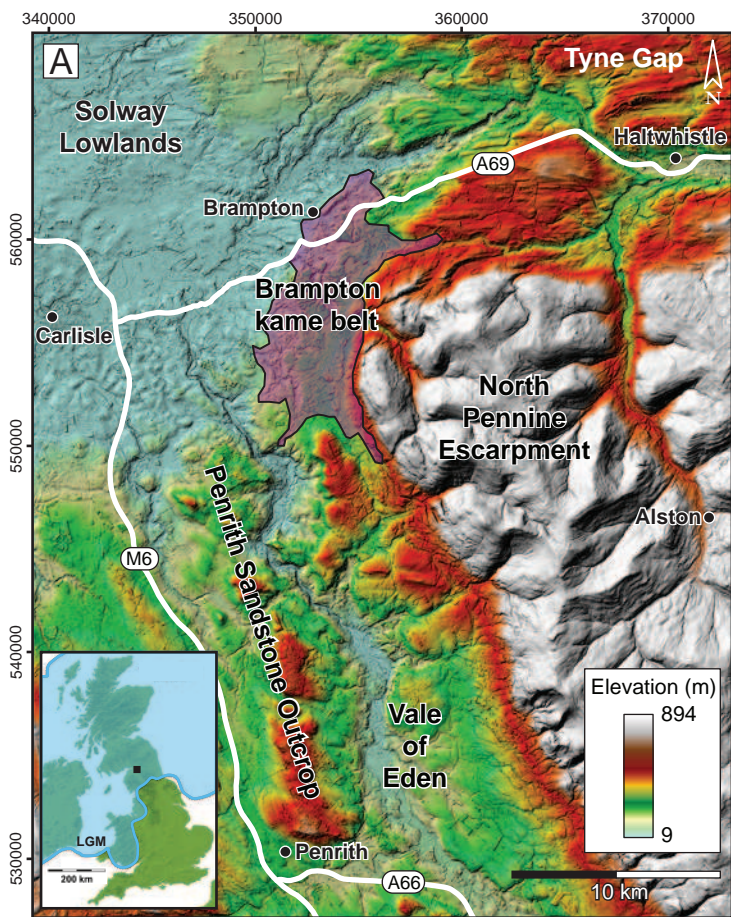 340000
350000
360000
370000
A
Tyne Gap
N
Solway
Lowlands
Haltwhistle
A69
Brampton
560000
Brampton
kame belt
Carlisle
North
Pennine
Escarpment
550000
Penrith Sandstone Outcrop
Alston
M6
540000
Elevation (m)
894
9
Vale
of
Eden
LGM
200 km
530000
Penrith
A66
10 km